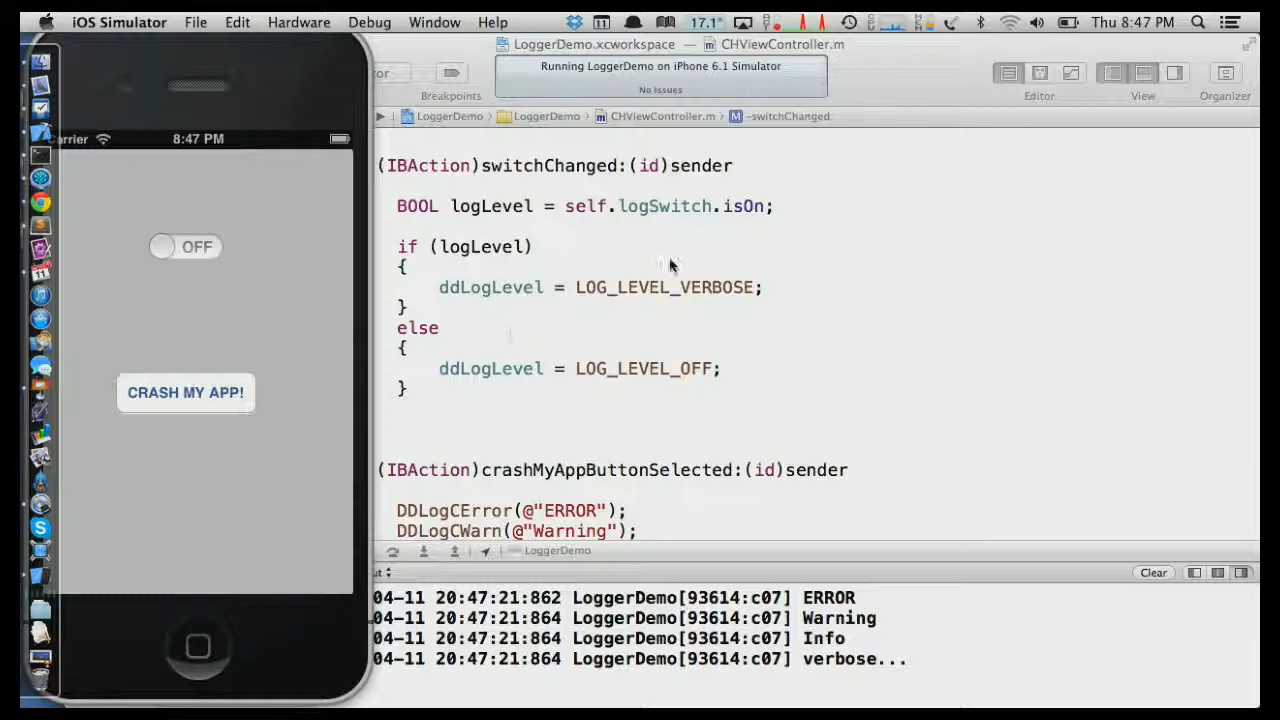 iOS Simulator File Edit Hardware Debug Window Help 11 17.1° Thu 8:47 PM
LoggerDemo.xcworkspace — CHViewController.m
Running LoggerDemo on iPhone 6.1 Simulator
No Issues
Breakpoints Editor View Organizer
LoggerDemo LoggerDemo CHViewController.m M -switchChanged:
Carrier 8:47 PM
OFF
CRASH MY APP!
(IBAction)switchChanged:(id)sender
BOOL logLevel = self.logSwitch.isOn;
if (logLevel)
{
ddLogLevel = LOG_LEVEL_VERBOSE;
}
else
{
ddLogLevel = LOG_LEVEL_OFF;
}
(IBAction)crashMyAppButtonSelected:(id)sender
DDLogCError(@"ERROR");
DDLogCWarn(@"Warning");
LoggerDemo
Clear
04-11 20:47:21:862 LoggerDemo[93614:c07] ERROR
04-11 20:47:21:864 LoggerDemo[93614:c07] Warning
04-11 20:47:21:864 LoggerDemo[93614:c07] Info
04-11 20:47:21:864 LoggerDemo[93614:c07] verbose...